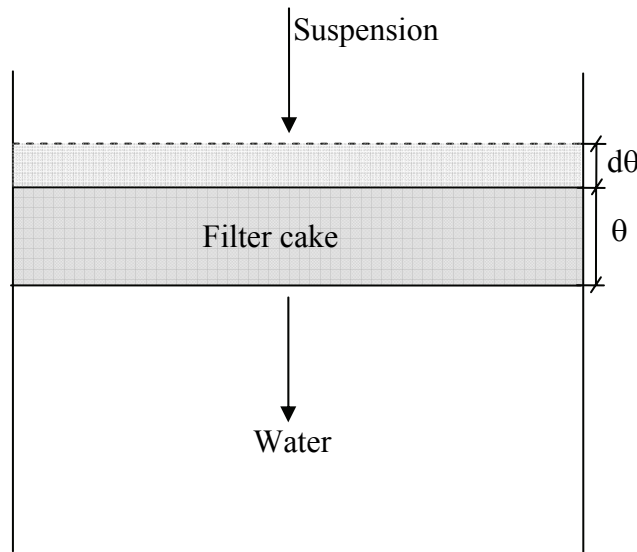 Suspension
dθ
Filter cake
θ
Water